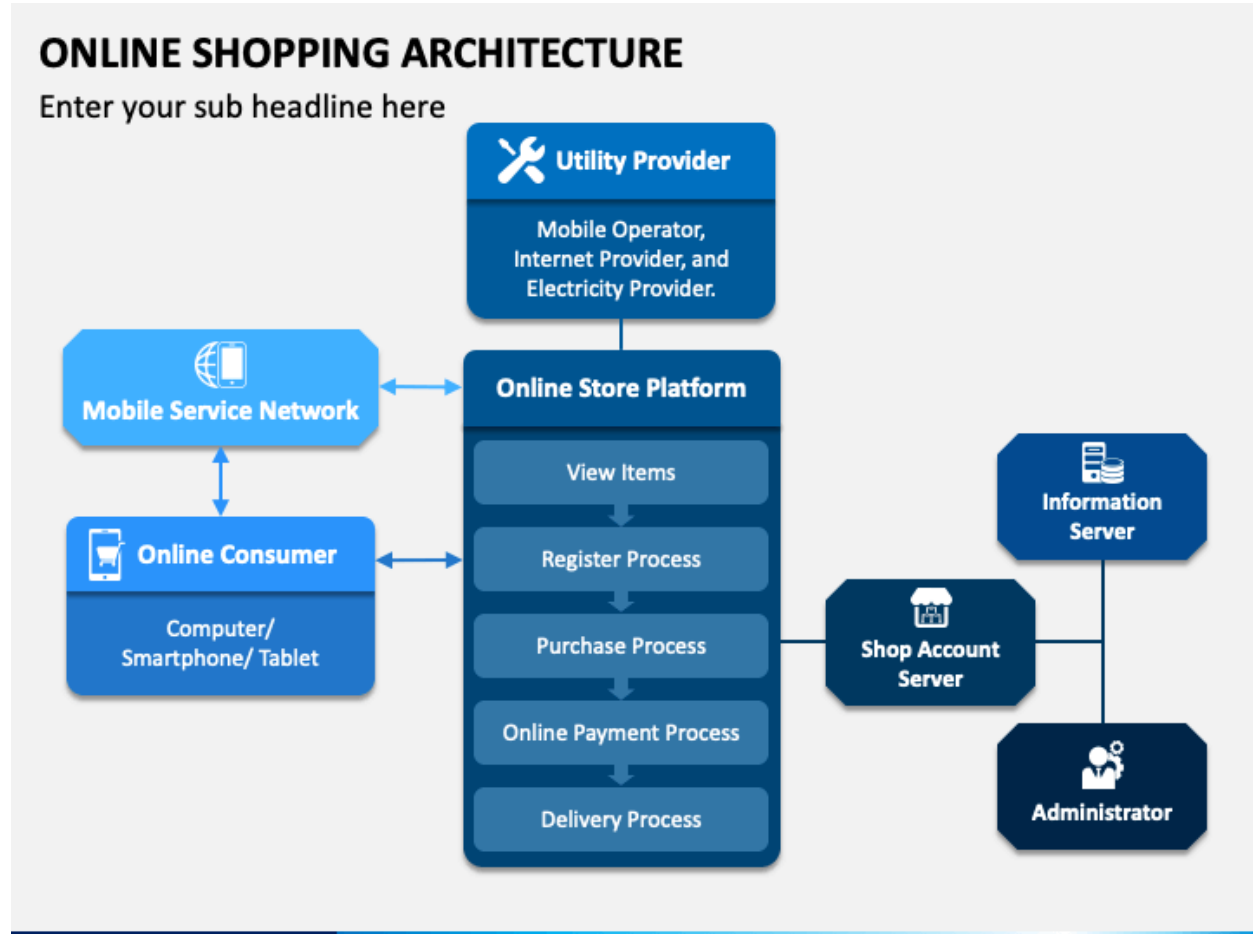 ONLINE SHOPPING ARCHITECTURE
Enter your sub headline here
Utility Provider
Mobile Operator,
Internet Provider, and
Electricity Provider.
Mobile Service Network
Online Consumer
Computer/
Smartphone/ Tablet
Online Store Platform
View Items
Register Process
Purchase Process
Online Payment Process
Delivery Process
Shop Account
Server
Information
Server
Administrator